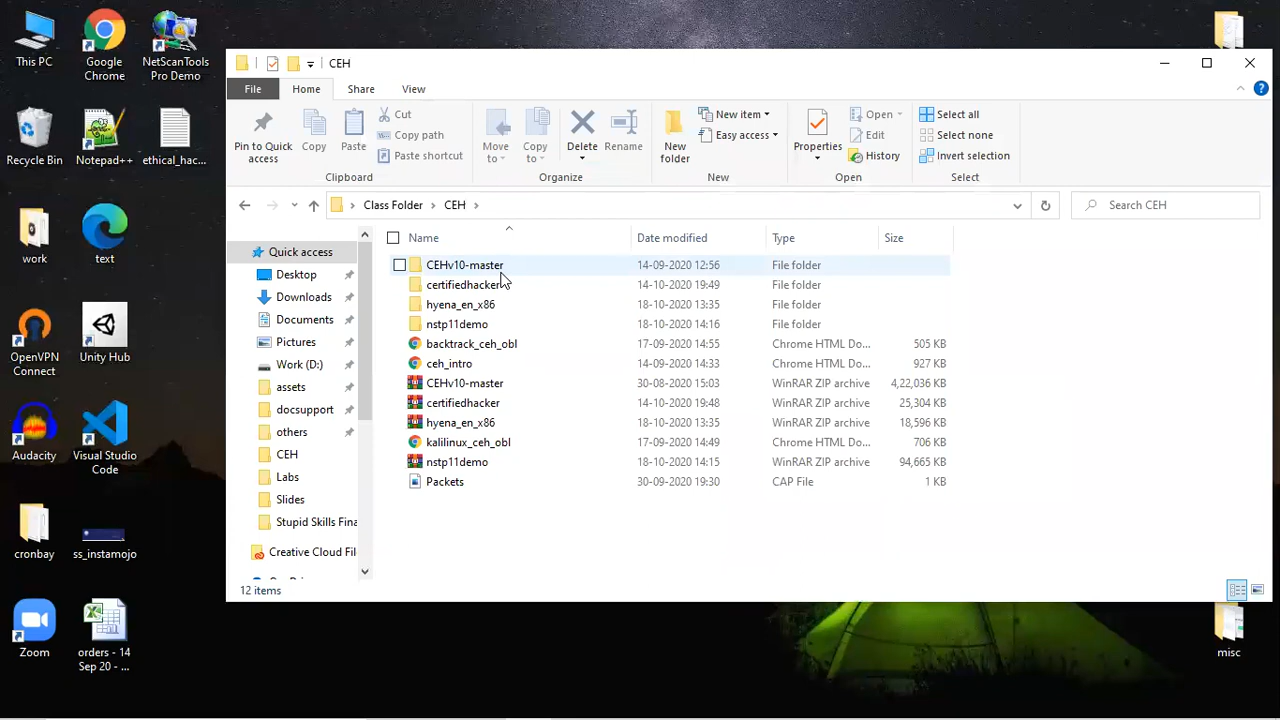 This PC
Google Chrome
NetScanTools Pro Demo
Recycle Bin
Notepad++
ethical_hac...
work
text
OpenVPN Connect
Unity Hub
Audacity
Visual Studio Code
cronbay
ss_instamojo
Zoom
orders - 14 Sep 20 - ...
misc
CEH
File
Home
Share
View
Pin to Quick access
Copy
Paste
Cut
Copy path
Paste shortcut
Clipboard
Move to
Copy to
Delete
Rename
Organize
New folder
New item
Easy access
New
Properties
Open
Edit
History
Open
Select all
Select none
Invert selection
Select
Class Folder > CEH >
Search CEH
Quick access
Desktop
Downloads
Documents
Pictures
Work (D:)
assets
docsupport
others
CEH
Labs
Slides
Stupid Skills Fina
Creative Cloud Fil
Name Date modified Type Size
CEHv10-master 14-09-2020 12:56 File folder
certifiedhacker 14-10-2020 19:49 File folder
hyena_en_x86 18-10-2020 13:35 File folder
nstp11demo 18-10-2020 14:16 File folder
backtrack_ceh_obl 17-09-2020 14:55 Chrome HTML Do... 505 KB
ceh_intro 14-09-2020 14:33 Chrome HTML Do... 927 KB
CEHv10-master 30-08-2020 15:03 WinRAR ZIP archive 4,22,036 KB
certifiedhacker 14-10-2020 19:48 WinRAR ZIP archive 25,304 KB
hyena_en_x86 18-10-2020 13:35 WinRAR ZIP archive 18,596 KB
kalilinux_ceh_obl 17-09-2020 14:49 Chrome HTML Do... 706 KB
nstp11demo 18-10-2020 14:15 WinRAR ZIP archive 94,665 KB
Packets 30-09-2020 19:30 CAP File 1 KB
12 items